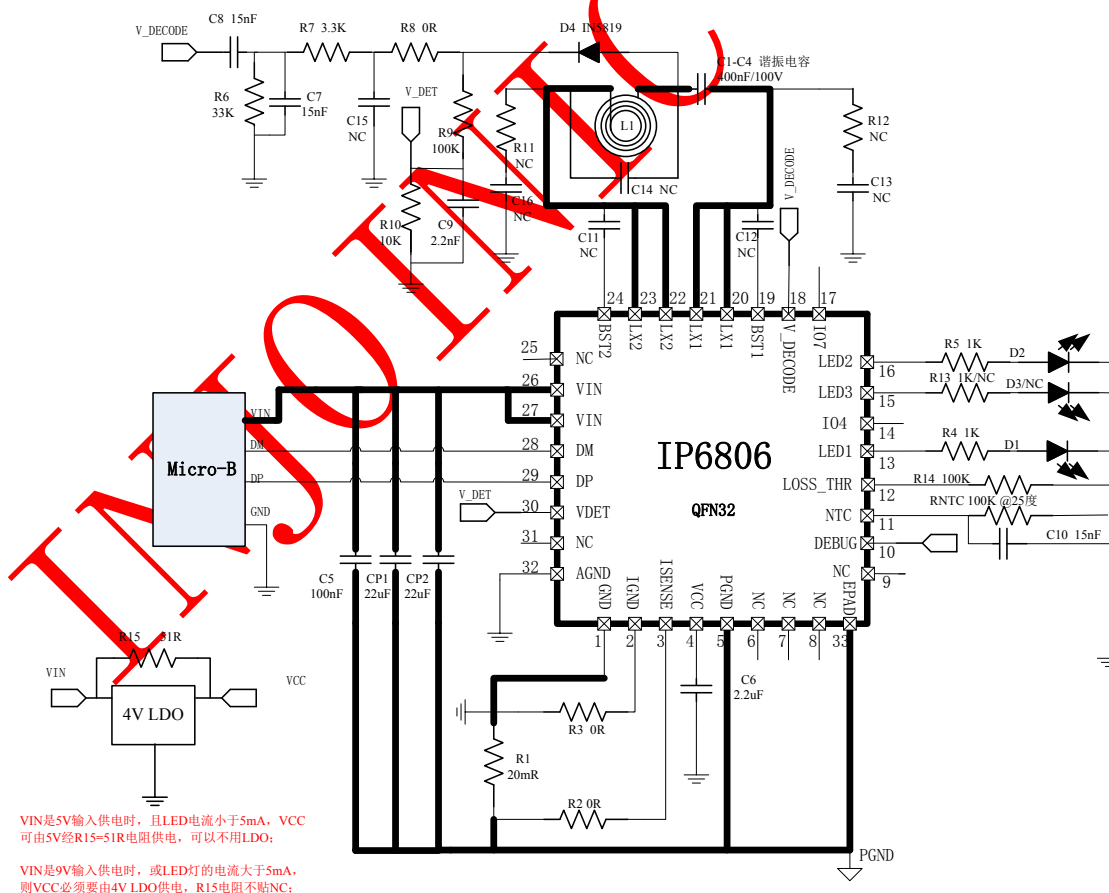 C8 15nF
V_DECODE
R7 3.3K
R8 0R
D4 IN5819
C1-C4 谐振电容
400nF/100V
R6
33K
C7
15nF
C15
NC
V_DET
R9
100K
R11
NC
L1
R12
NC
C14 NC
C16
NC
V_DECODE
C13
NC
R10
10K
C9
2.2nF
C11
NC
C12
NC
INJOINIC
24 23 22 21 20 19 18 17
BST2 LX2 LX2 LX1 LX1 BST1 V_DECODE IO7
25 NC
26 VIN
27 VIN
28 DM
29 DP
V_DET
30 VDET
31 NC
32 AGND
IP6806
QFN32
LED2 16
R5 1K
D2
LED3 15
R13 1K/NC
D3/NC
IO4 14
LED1 13
R4 1K
D1
LOSS_THR 12
R14 100K
NTC 11
RNTC 100K @25度
DEBUG 10
C10 15nF
NC 9
GND IGND ISENSE VCC PGND NC NC NC EPAD
1 2 3 4 5 6 7 8 33
Micro-B
VIN
DM
DP
GND
C5
100nF
CP1
22uF
CP2
22uF
C6
2.2uF
R3 0R
R1
20mR
R2 0R
PGND
R15 51R
VIN
VCC
4V LDO
VIN是5V输入供电时，且LED电流小于5mA，VCC
可由5V经R15=51R电阻供电，可以不用LDO；
VIN是9V输入供电时，或LED灯的电流大于5mA，
则VCC必须要由4V LDO供电，R15电阻不贴NC；